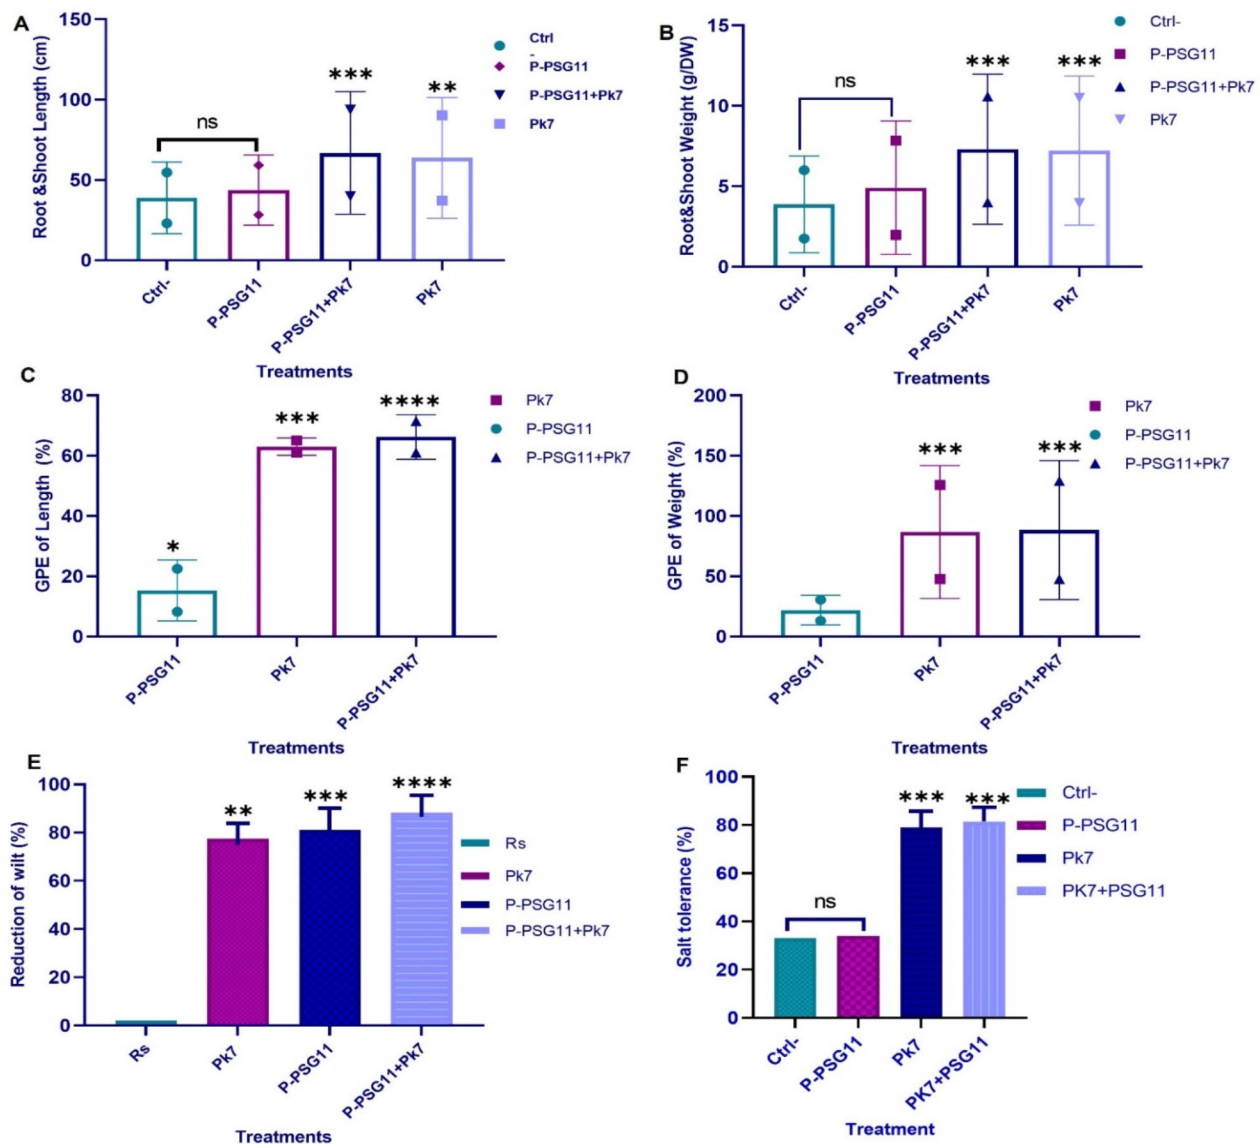 A
Root &Shoot Length (cm)
150
100
50
0
ns
***
**
Ctrl
-
P-PSG11
P-PSG11+Pk7
Pk7
Ctrl-
P-PSG11
P-PSG11+Pk7
Pk7
Treatments
B
Root&Shoot Weight (g/DW)
15
10
5
0
ns
***
***
Ctrl-
P-PSG11
P-PSG11+Pk7
Pk7
Ctrl-
P-PSG11
P-PSG11+Pk7
Pk7
Treatments
C
GPE of Length (%)
80
60
40
20
0
*
***
****
Pk7
P-PSG11
P-PSG11+Pk7
P-PSG11
Pk7
P-PSG11+Pk7
Treatments
D
GPE of Weight (%)
200
150
100
50
0
***
***
Pk7
P-PSG11
P-PSG11+Pk7
P-PSG11
Pk7
P-PSG11+Pk7
Treatments
E
Reduction of wilt (%)
100
80
60
40
20
0
**
***
****
Rs
Pk7
P-PSG11
P-PSG11+Pk7
Rs
Pk7
P-PSG11
P-PSG11+Pk7
Treatments
F
Salt tolerance (%)
100
80
60
40
20
0
ns
***
***
Ctrl-
P-PSG11
Pk7
PK7+PSG11
Ctrl-
P-PSG11
Pk7
PK7+PSG11
Treatment